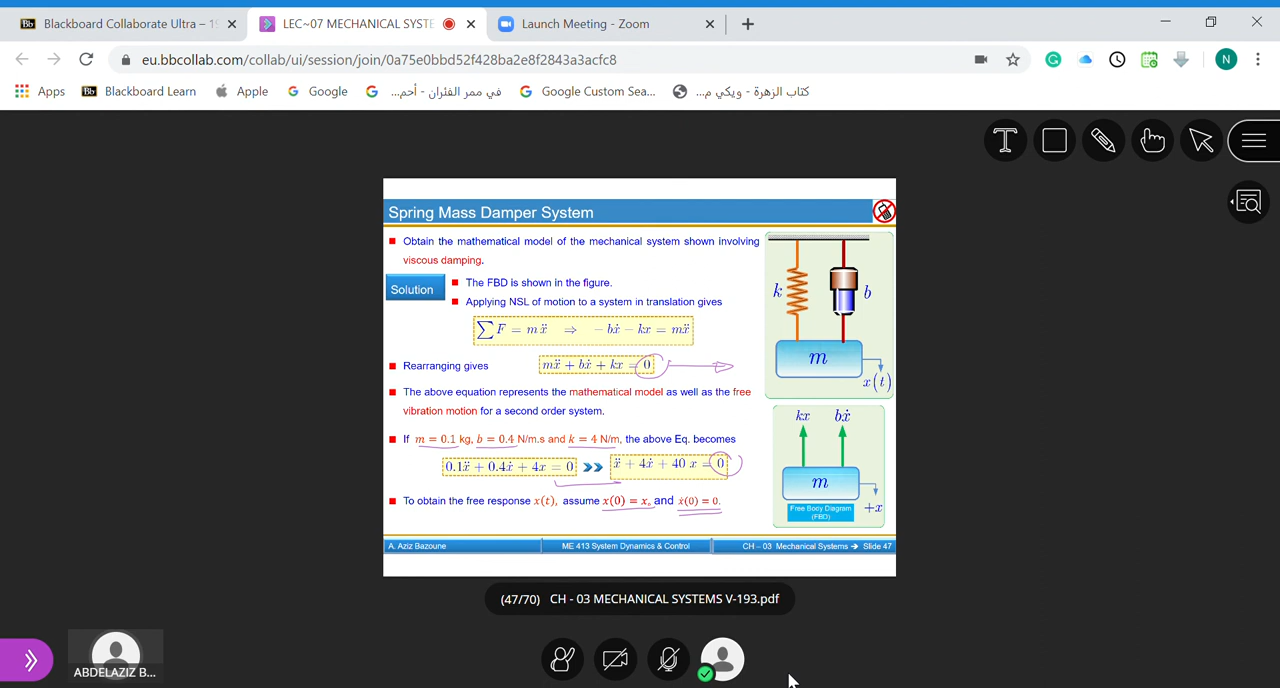 Blackboard Collaborate Ultra – 19
LEC~07 MECHANICAL SYSTE
Launch Meeting - Zoom
eu.bbcollab.com/collab/ui/session/join/0a75e0bbd52f428ba2e8f2843a3acfc8
N
Apps
Bb Blackboard Learn
Apple
Google
في ممر الفئران - أحم...
Google Custom Sea...
كتاب الزهرة - ويكي م...
Spring Mass Damper System
Obtain the mathematical model of the mechanical system shown involving
viscous damping.
Solution
The FBD is shown in the figure.
Applying NSL of motion to a system in translation gives
∑ F = mẍ ⇒ −bẋ − kx = mẍ
Rearranging gives mẍ + bẋ + kx = 0
The above equation represents the mathematical model as well as the free
vibration motion for a second order system.
If m = 0.1 kg, b = 0.4 N/m.s and k = 4 N/m, the above Eq. becomes
0.1ẍ + 0.4ẋ + 4x = 0 ẍ + 4ẋ + 40 x = 0
To obtain the free response x(t), assume x(0) = x₀ and ẋ(0) = 0.
k b
m
x(t)
kx bẋ
m
+x
Free Body Diagram
(FBD)
A. Aziz Bazoune
ME 413 System Dynamics & Control
CH – 03 Mechanical Systems → Slide 47
(47/70) CH - 03 MECHANICAL SYSTEMS V-193.pdf
ABDELAZIZ B...